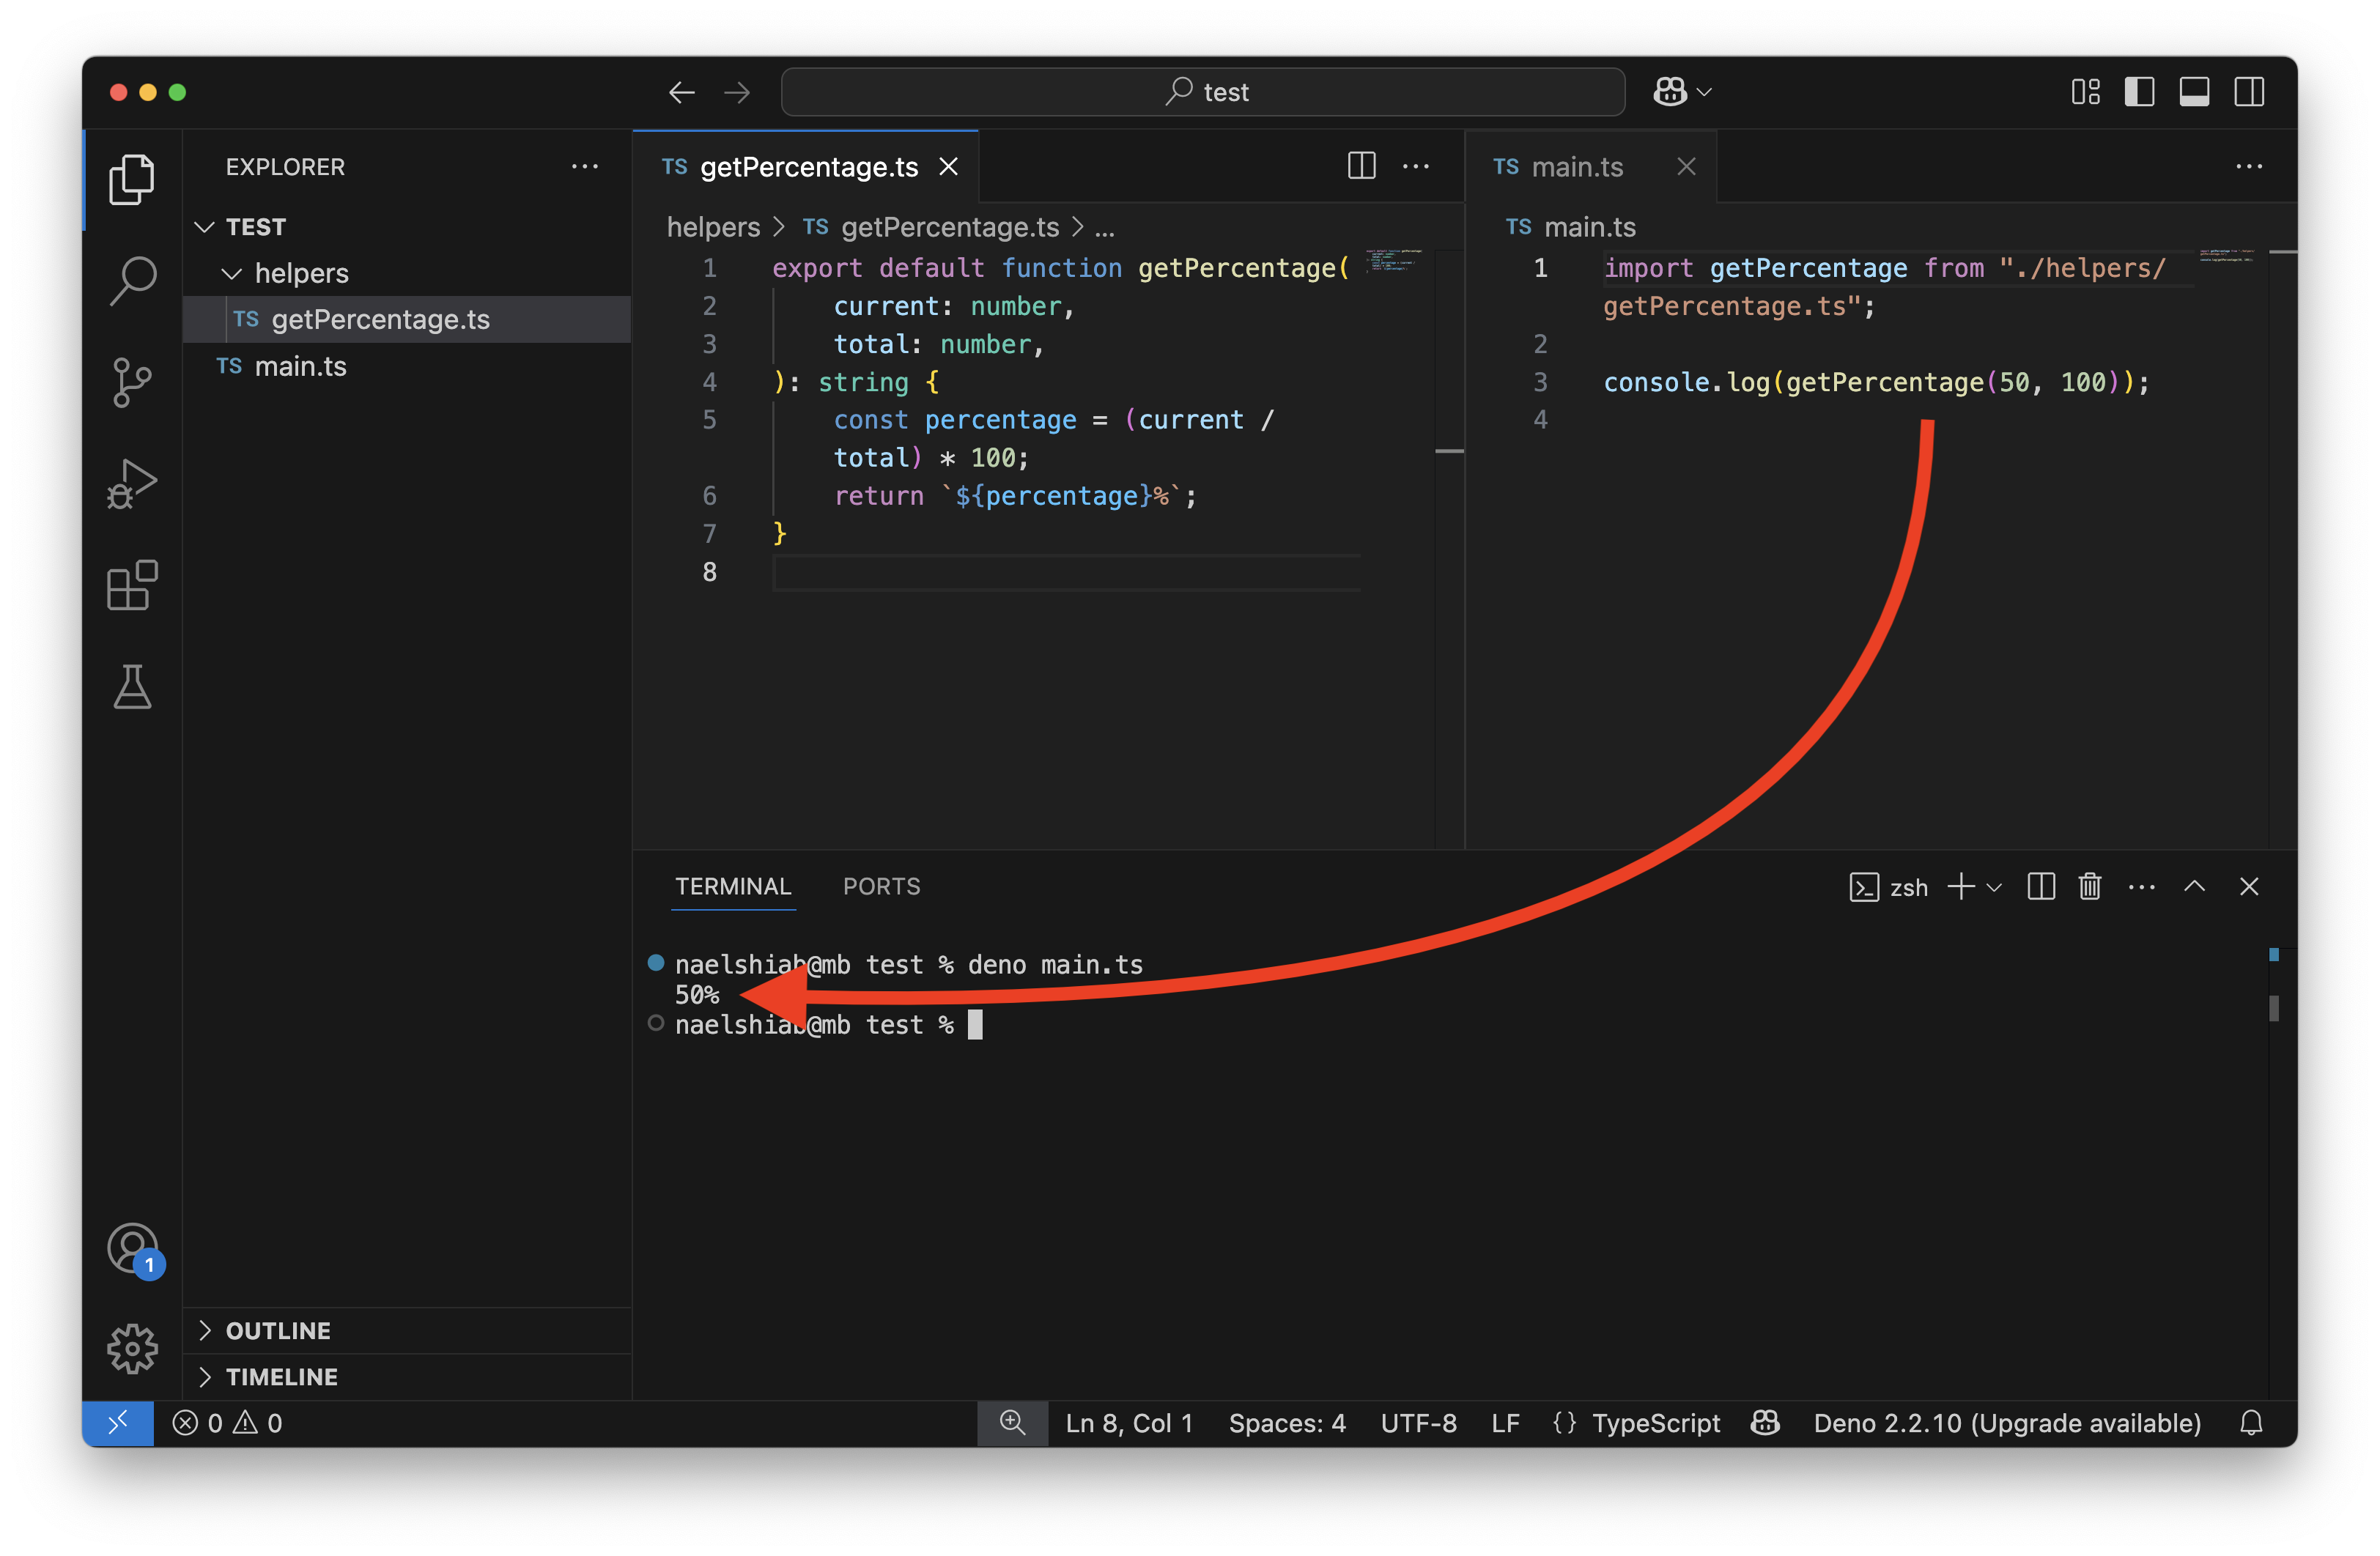 test
EXPLORER
TEST
helpers
TS getPercentage.ts
TS main.ts
OUTLINE
TIMELINE
TS getPercentage.ts
helpers > TS getPercentage.ts > ...
1 export default function getPercentage(
2 current: number,
3 total: number,
4 ): string {
5 const percentage = (current /
total) * 100;
6 return `${percentage}%`;
7 }
8
TS main.ts
TS main.ts
1 import getPercentage from "./helpers/
getPercentage.ts";
2
3 console.log(getPercentage(50, 100));
4
TERMINAL PORTS
zsh
naelshiab@mb test % deno main.ts
50%
naelshiab@mb test %
1
0 0
Ln 8, Col 1 Spaces: 4 UTF-8 LF {} TypeScript Deno 2.2.10 (Upgrade available)